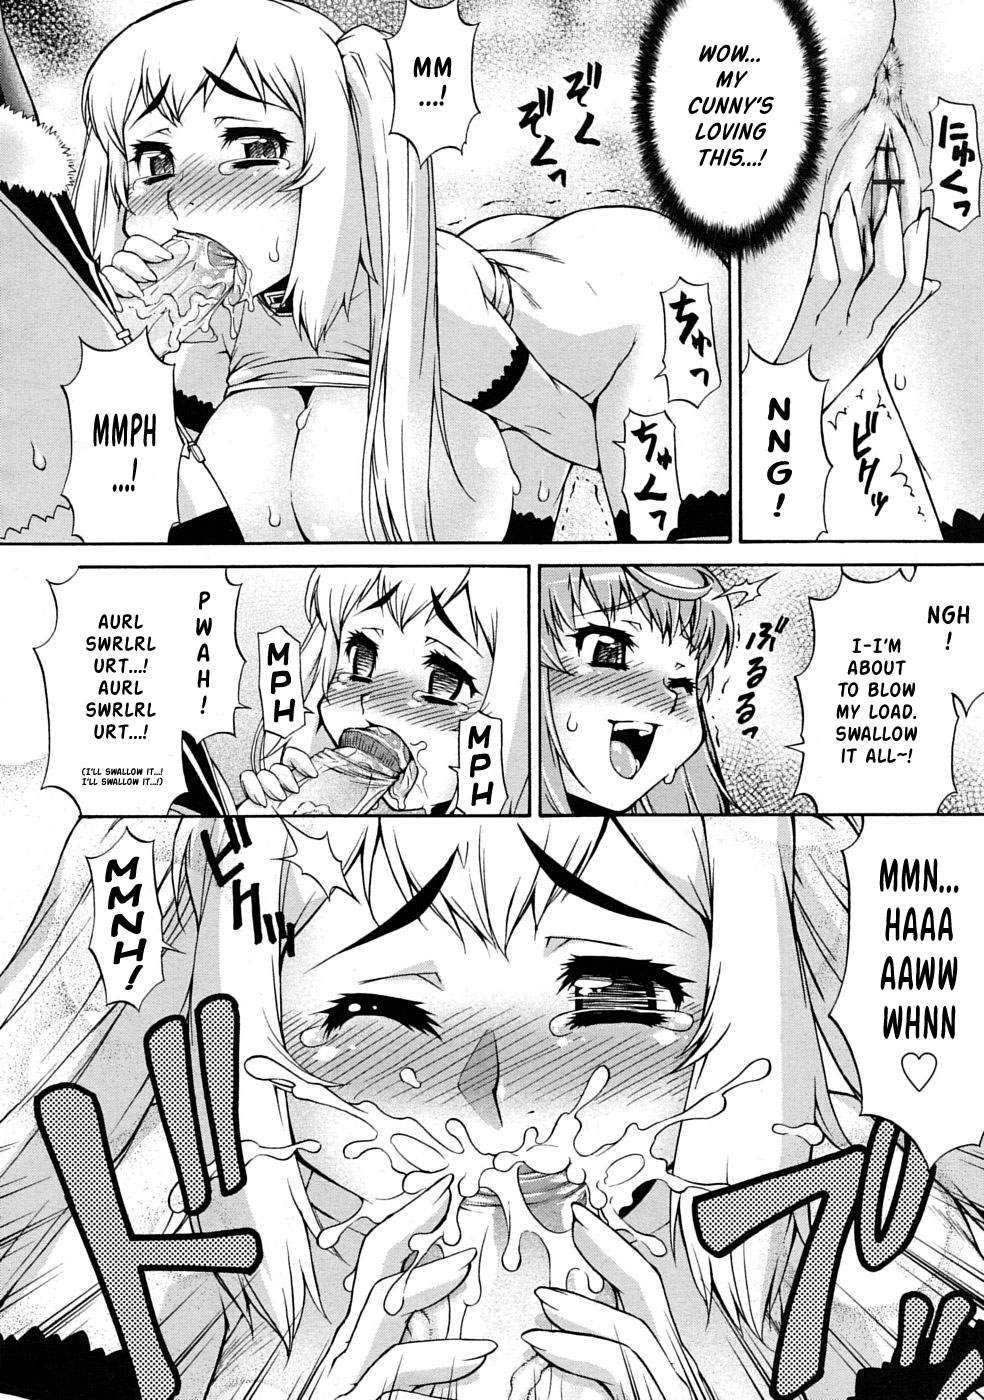 WOW...
MY
CUNNY'S
LOVING
THIS...!
にゅくっ
NNG!
ビクッ
MM
...!
ぞくぞくっ
ちゅくっ
ちゅくっ
MMPH
...!
NGH
!
I-I'M
ABOUT
TO BLOW
MY LOAD.
SWALLOW
IT ALL~!
ぶるるっ
MPH
MPH
PWAH!
AURL
SWRLRL
URT...!
AURL
SWRLRL
URT...!
(I'LL SWALLOW IT...!
I'LL SWALLOW IT...!)
MMN...
HAAA
AAWW
WHNN
♡
MMNH!
ビクッ
ドプ